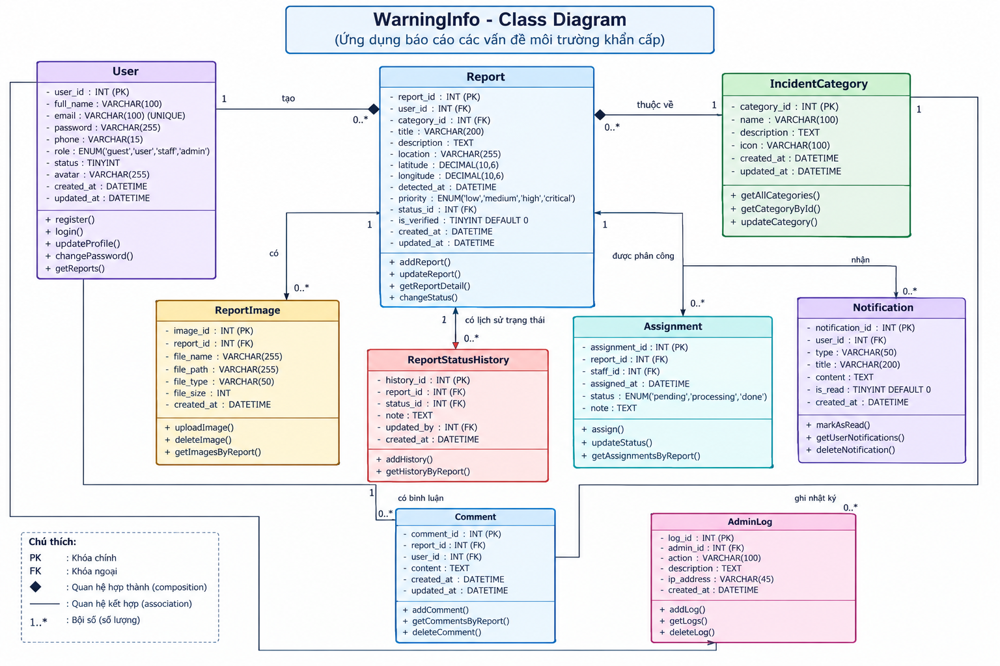 WarningInfo - Class Diagram
(Ứng dụng báo cáo các vấn đề môi trường khẩn cấp)
User
- user_id : INT (PK)
- full_name : VARCHAR(100)
- email : VARCHAR(100) (UNIQUE)
- password : VARCHAR(255)
- phone : VARCHAR(15)
- role : ENUM('guest','user','staff','admin')
- status : TINYINT
- avatar : VARCHAR(255)
- created_at : DATETIME
- updated_at : DATETIME
+ register()
+ login()
+ updateProfile()
+ changePassword()
+ getReports()
1
tạo
0..*
Report
- report_id : INT (PK)
- user_id : INT (FK)
- category_id : INT (FK)
- title : VARCHAR(200)
- description : TEXT
- location : VARCHAR(255)
- latitude : DECIMAL(10,6)
- longitude : DECIMAL(10,6)
- detected_at : DATETIME
- priority : ENUM('low','medium','high','critical')
- status_id : INT (FK)
- is_verified : TINYINT DEFAULT 0
- created_at : DATETIME
- updated_at : DATETIME
+ addReport()
+ updateReport()
+ getReportDetail()
+ changeStatus()
thuộc về
1
0..*
IncidentCategory
- category_id : INT (PK)
- name : VARCHAR(100)
- description : TEXT
- icon : VARCHAR(100)
- created_at : DATETIME
- updated_at : DATETIME
+ getAllCategories()
+ getCategoryById()
+ updateCategory()
1
1
có
0..*
1
được phân công
0..*
nhận
0..*
1
có lịch sử trạng thái
0..*
ReportImage
- image_id : INT (PK)
- report_id : INT (FK)
- file_name : VARCHAR(255)
- file_path : VARCHAR(255)
- file_type : VARCHAR(50)
- file_size : INT
- created_at : DATETIME
+ uploadImage()
+ deleteImage()
+ getImagesByReport()
ReportStatusHistory
- history_id : INT (PK)
- report_id : INT (FK)
- status_id : INT (FK)
- note : TEXT
- updated_by : INT (FK)
- created_at : DATETIME
+ addHistory()
+ getHistoryByReport()
Assignment
- assignment_id : INT (PK)
- report_id : INT (FK)
- staff_id : INT (FK)
- assigned_at : DATETIME
- status : ENUM('pending','processing','done')
- note : TEXT
+ assign()
+ updateStatus()
+ getAssignmentsByReport()
Notification
- notification_id : INT (PK)
- user_id : INT (FK)
- type : VARCHAR(50)
- title : VARCHAR(200)
- content : TEXT
- is_read : TINYINT DEFAULT 0
- created_at : DATETIME
+ markAsRead()
+ getUserNotifications()
+ deleteNotification()
1
có bình luận
0..*
Comment
- comment_id : INT (PK)
- report_id : INT (FK)
- user_id : INT (FK)
- content : TEXT
- created_at : DATETIME
- updated_at : DATETIME
+ addComment()
+ getCommentsByReport()
+ deleteComment()
ghi nhật ký
0..*
AdminLog
- log_id : INT (PK)
- admin_id : INT (FK)
- action : VARCHAR(100)
- description : TEXT
- ip_address : VARCHAR(45)
- created_at : DATETIME
+ addLog()
+ getLogs()
+ deleteLog()
Chú thích:
PK : Khóa chính
FK : Khóa ngoại
: Quan hệ hợp thành (composition)
: Quan hệ kết hợp (association)
1..* : Bội số (số lượng)